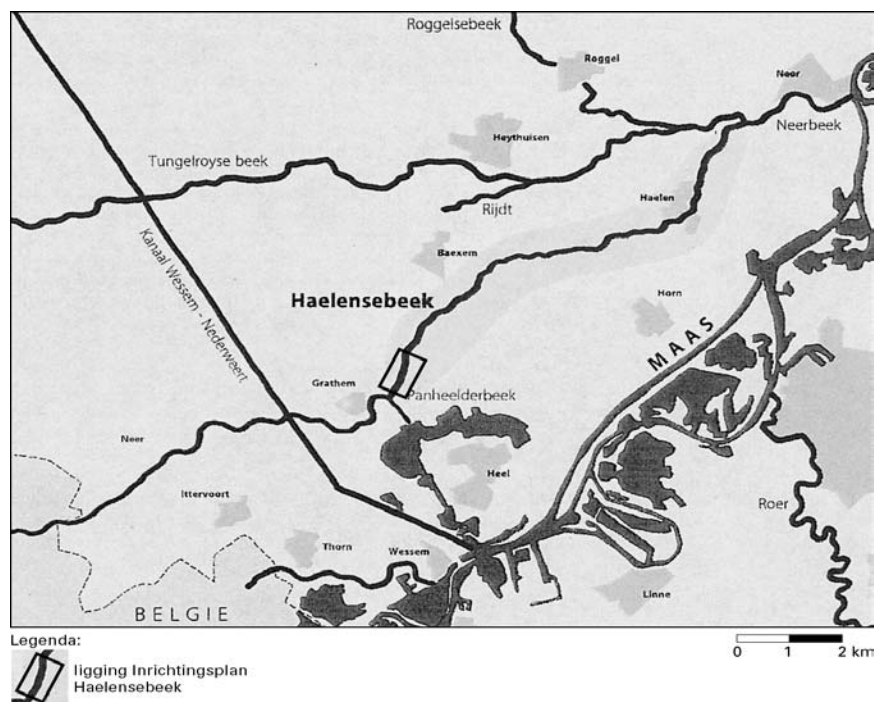 Roggelsebeek
Roggel
Neer
Heythuisen
Neerbeek
Tungelroyse beek
Rijdt
Haelen
Baexem
Kanaal Wessem - Nederweert
Haelensebeek
Horn
MAAS
Grathem
Panheelderbeek
Neer
Heel
Ittervoort
Roer
Thorn
Wessem
Linne
BELGIE
Legenda:
ligging Inrichtingsplan
Haelensebeek
0 1 2 km